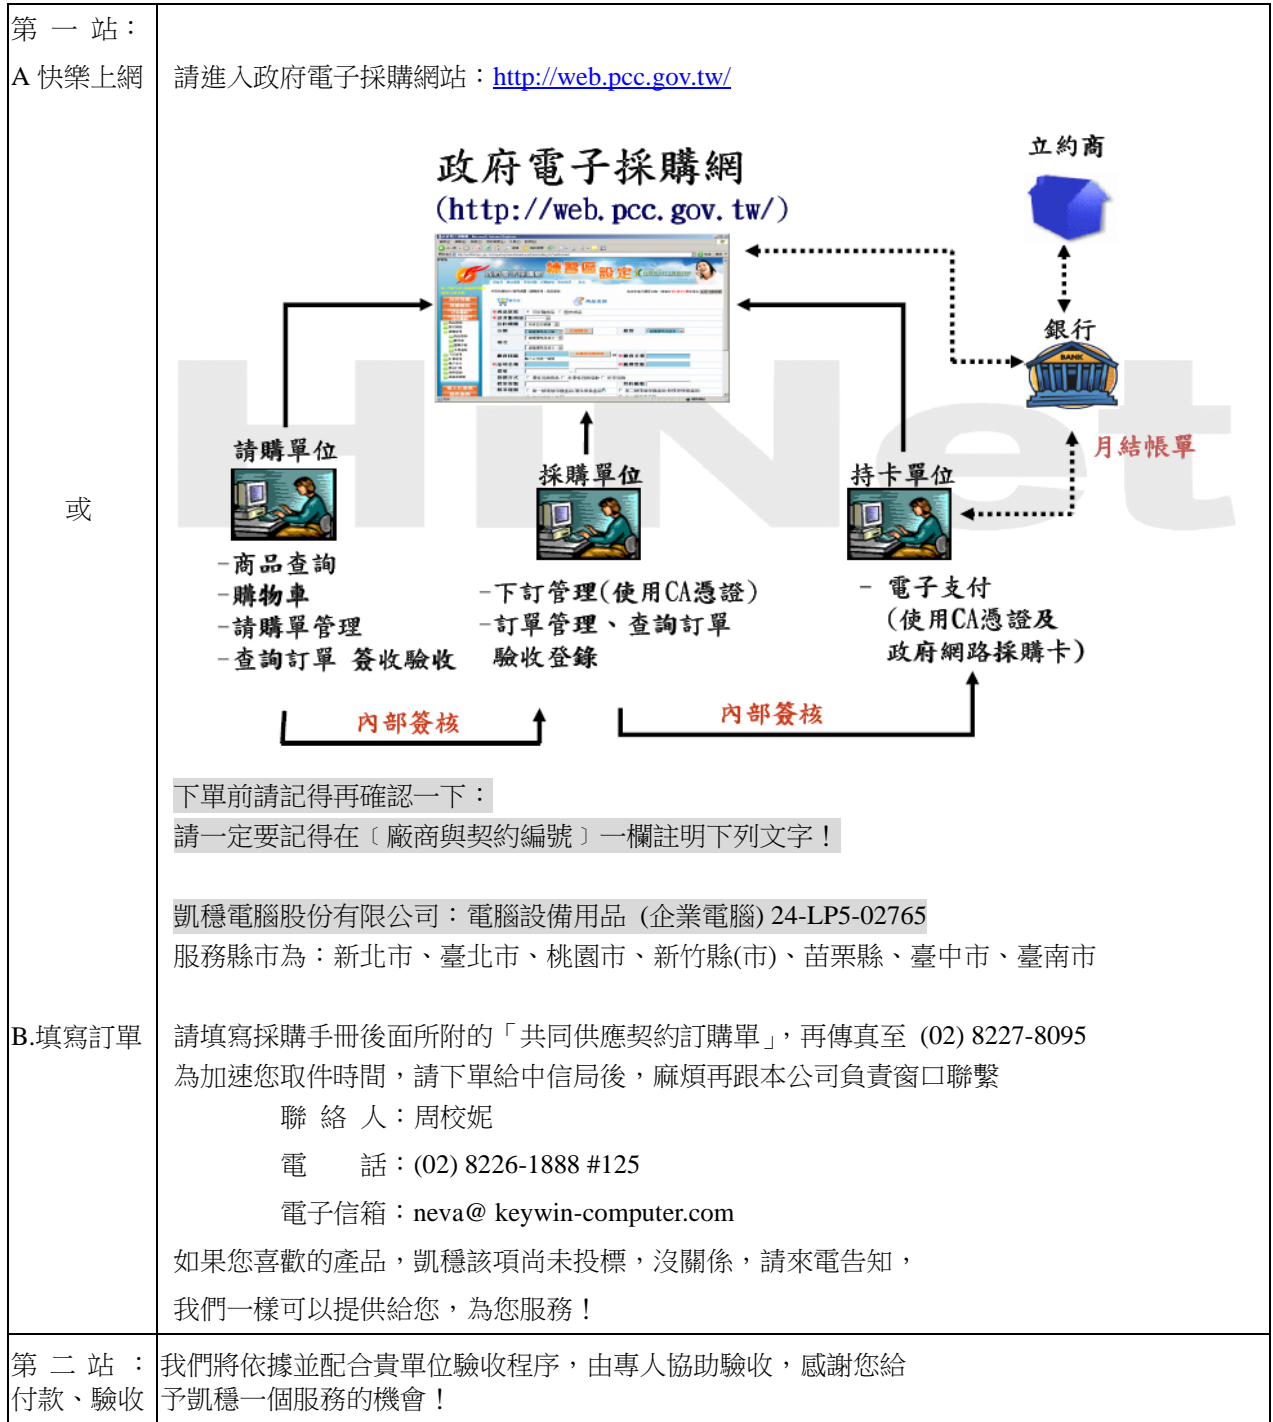 第 一 站：
A 快樂上網
請進入政府電子採購網站：http://web.pcc.gov.tw/
政府電子採購網
(http://web.pcc.gov.tw/)
立約商
練習區設定
銀行
BANK
月結帳單
HiNet
請購單位
採購單位
持卡單位
或
-商品查詢
-購物車
-請購單管理
-查詢訂單 簽收驗收
-下訂管理(使用CA憑證)
-訂單管理、查詢訂單
驗收登錄
- 電子支付
(使用CA憑證及
政府網路採購卡)
內部簽核
內部簽核
下單前請記得再確認一下：
請一定要記得在﹝廠商與契約編號﹞一欄註明下列文字！
凱穩電腦股份有限公司：電腦設備用品 (企業電腦) 24-LP5-02765
服務縣市為：新北市、臺北市、桃園市、新竹縣(市)、苗栗縣、臺中市、臺南市
B.填寫訂單
請填寫採購手冊後面所附的「共同供應契約訂購單」，再傳真至 (02) 8227-8095
為加速您取件時間，請下單給中信局後，麻煩再跟本公司負責窗口聯繫
聯 絡 人：周校妮
電 話：(02) 8226-1888 #125
電子信箱：neva@ keywin-computer.com
如果您喜歡的產品，凱穩該項尚未投標，沒關係，請來電告知，
我們一樣可以提供給您，為您服務！
第 二 站 ：
付款、驗收
我們將依據並配合貴單位驗收程序，由專人協助驗收，感謝您給
予凱穩一個服務的機會！